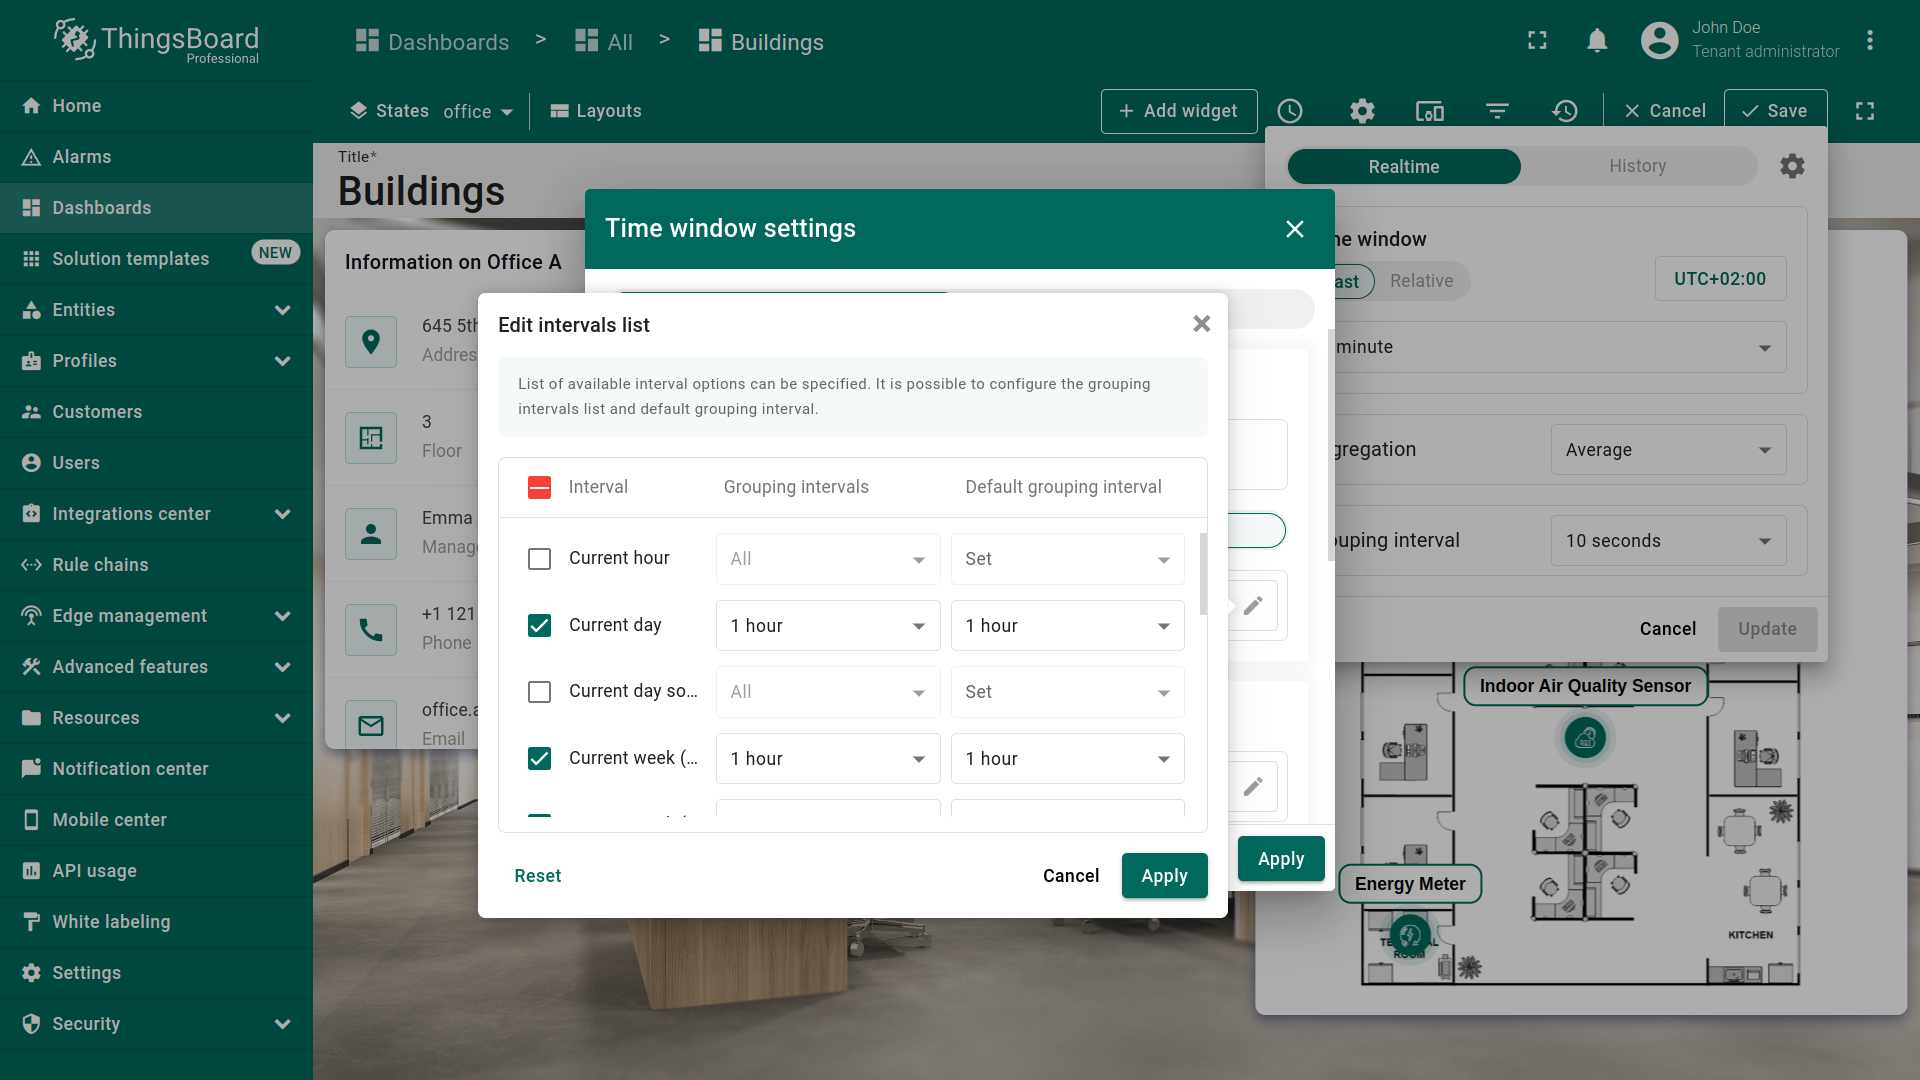 ThingsBoard
Professional
Dashboards > All > Buildings
John Doe
Tenant administrator
Home
Alarms
Dashboards
Solution templates NEW
Entities
Profiles
Customers
Users
Integrations center
Rule chains
Edge management
Advanced features
Resources
Notification center
Mobile center
API usage
White labeling
Settings
Security
States office Layouts
+ Add widget Cancel Save
Title*
Buildings
Information on Office A
645 5th
Addres
3
Floor
Emma
Manag
+1 121
Phone
office.a
Email
Time window settings
Edit intervals list
List of available interval options can be specified. It is possible to configure the grouping
intervals list and default grouping interval.
Interval Grouping intervals Default grouping interval
Current hour All Set
Current day 1 hour 1 hour
Current day so... All Set
Current week (... 1 hour 1 hour
Reset Cancel Apply
Apply
Realtime History
ne window
ast Relative UTC+02:00
minute
gregation Average
ouping interval 10 seconds
Cancel Update
Indoor Air Quality Sensor
Energy Meter
KITCHEN
ROOM